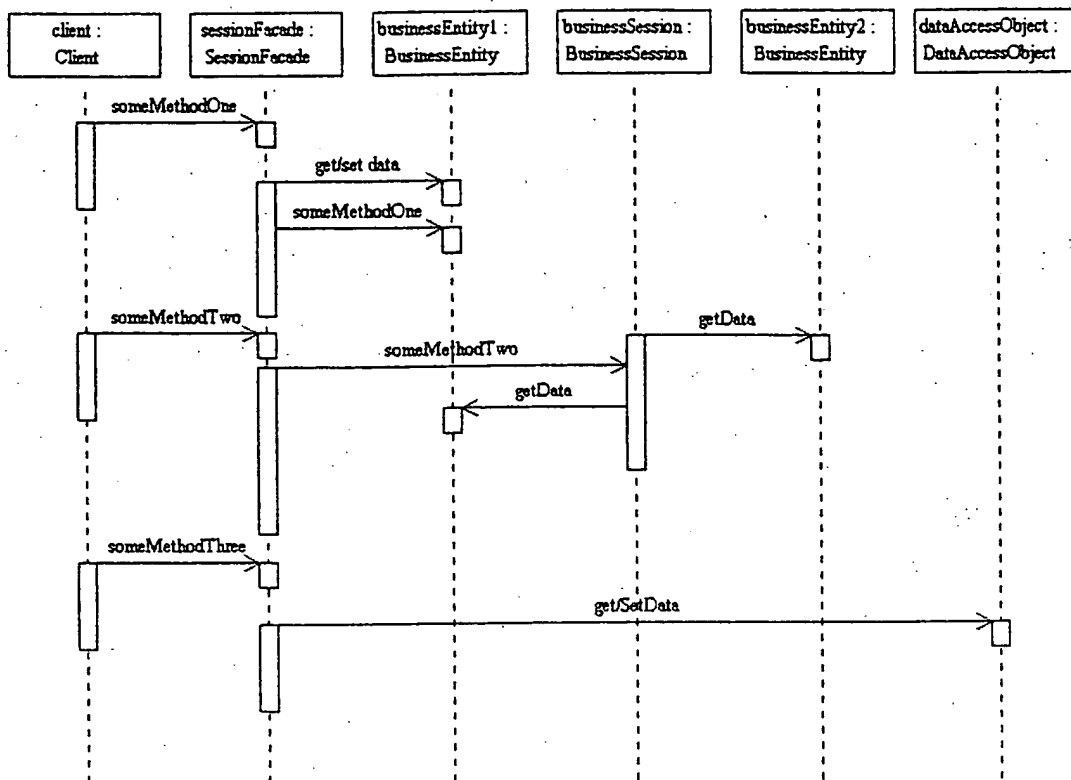 client :
Client
sessionFacade :
SessionFacade
businessEntity1 :
BusinessEntity
businessSession :
BusinessSession
businessEntity2 :
BusinessEntity
dataAccessObject :
DataAccessObject
someMethodOne
get/set data
someMethodOne
someMethodTwo
getData
someMethodTwo
getData
someMethodThree
get/SetData